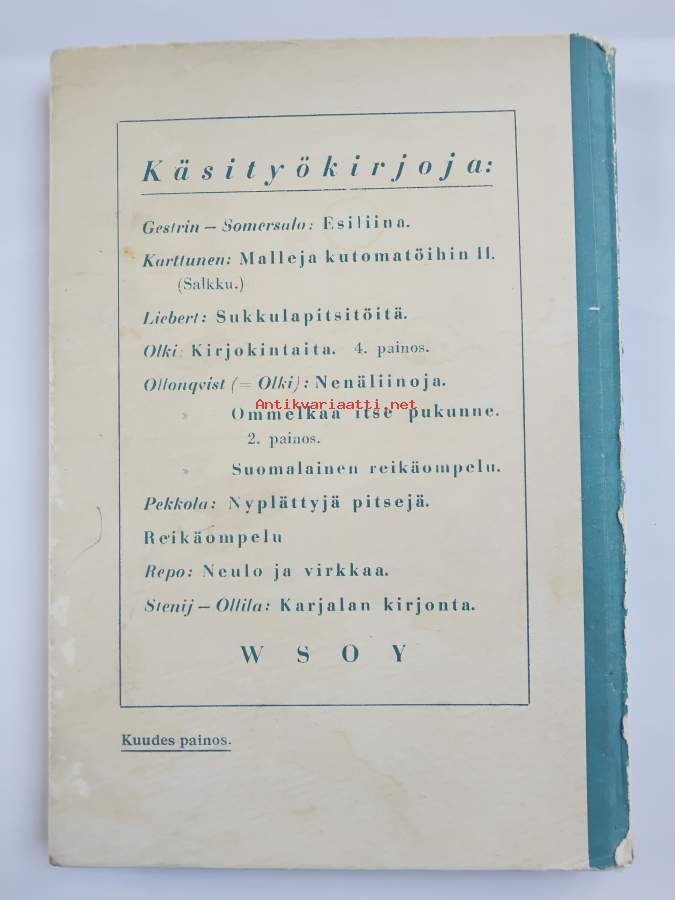 Käsityökirjoja:
Gestrin — Somersalo: Esiliina.
Karttunen: Malleja kutomatöihin II.
(Salkku.)
Liebert: Sukkulapitsitöitä.
Olki: Kirjokintaita. 4. painos.
Ollonqvist (= Olki): Nenäliinoja.
Antikvariaatti.net
» Ommelkaa itse pukunne.
2. painos.
» Suomalainen reikäompelu.
Pekkola: Nyplättyjä pitsejä.
Reikäompelu
Repo: Neulo ja virkkaa.
Stenij — Ollila: Karjalan kirjonta.
WSOY
Kuudes painos.